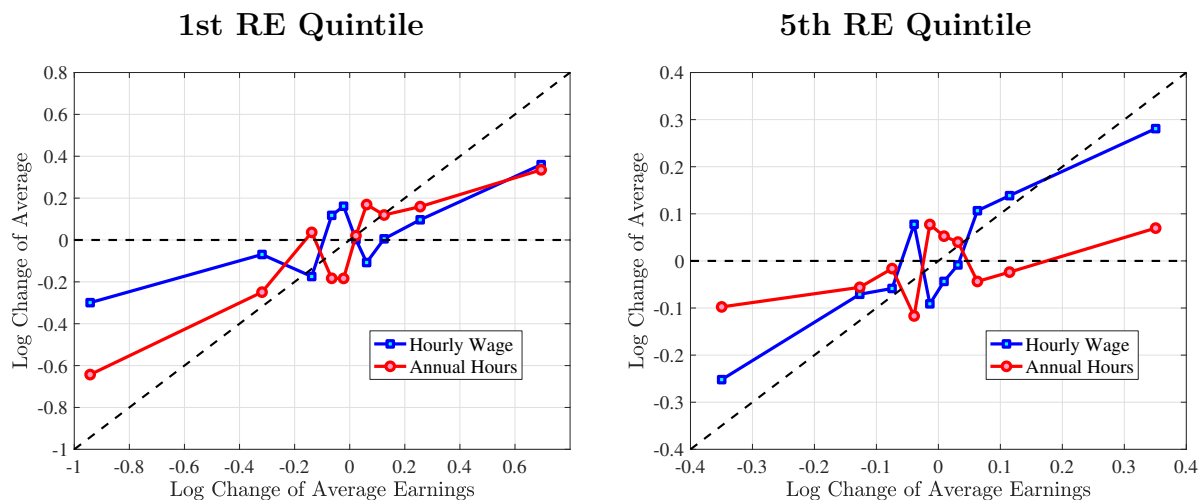 1st RE Quintile
0.8
0.6
0.4
0.2
0
-0.2
-0.4
-0.6
-0.8
-1
Log Change of Average
Hourly Wage
Annual Hours
-1 -0.8 -0.6 -0.4 -0.2 0 0.2 0.4 0.6
Log Change of Average Earnings
5th RE Quintile
0.4
0.3
0.2
0.1
0
-0.1
-0.2
-0.3
-0.4
Log Change of Average
Hourly Wage
Annual Hours
-0.4 -0.3 -0.2 -0.1 0 0.1 0.2 0.3 0.4
Log Change of Average Earnings